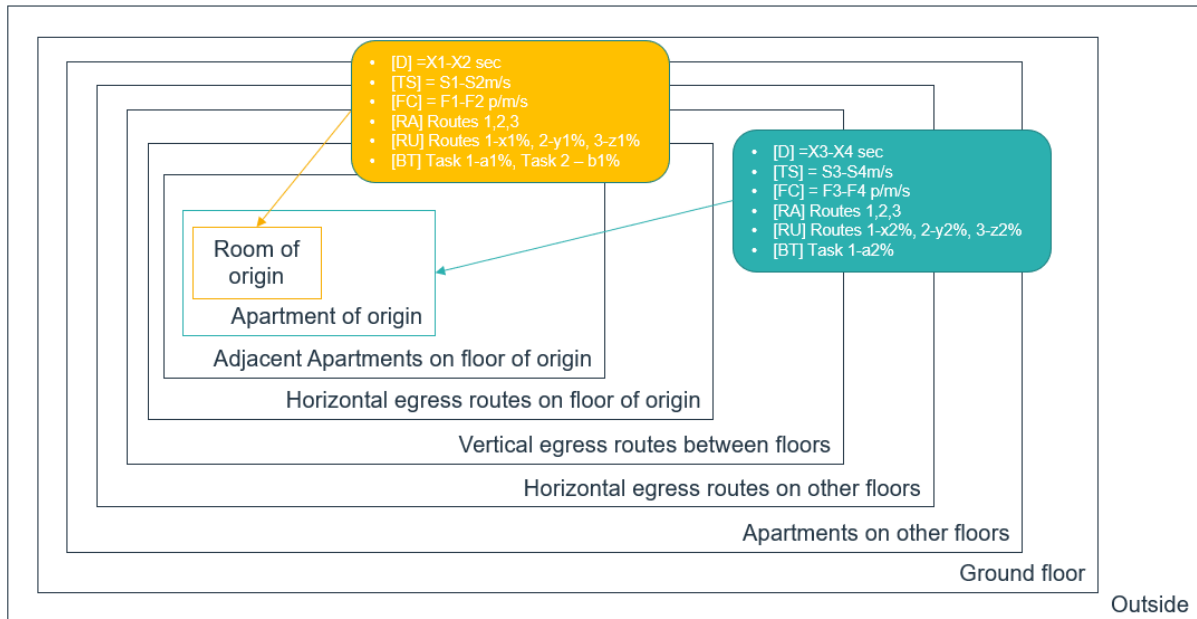 • [D] =X1-X2 sec
• [TS] = S1-S2m/s
• [FC] = F1-F2 p/m/s
• [RA] Routes 1,2,3
• [RU] Routes 1-x1%, 2-y1%, 3-z1%
• [BT] Task 1-a1%, Task 2 – b1%
• [D] =X3-X4 sec
• [TS] = S3-S4m/s
• [FC] = F3-F4 p/m/s
• [RA] Routes 1,2,3
• [RU] Routes 1-x2%, 2-y2%, 3-z2%
• [BT] Task 1-a2%
Room of
origin
Apartment of origin
Adjacent Apartments on floor of origin
Horizontal egress routes on floor of origin
Vertical egress routes between floors
Horizontal egress routes on other floors
Apartments on other floors
Ground floor
Outside